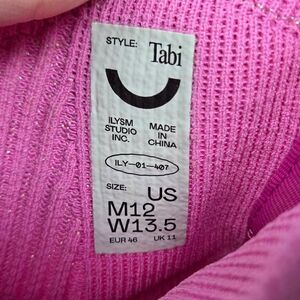 STYLE: Tabi
iLYSM STUDIO INC.
MADE IN CHINA
ILY-01-407
SIZE: US
M12
W13.5
EUR 46 UK 11